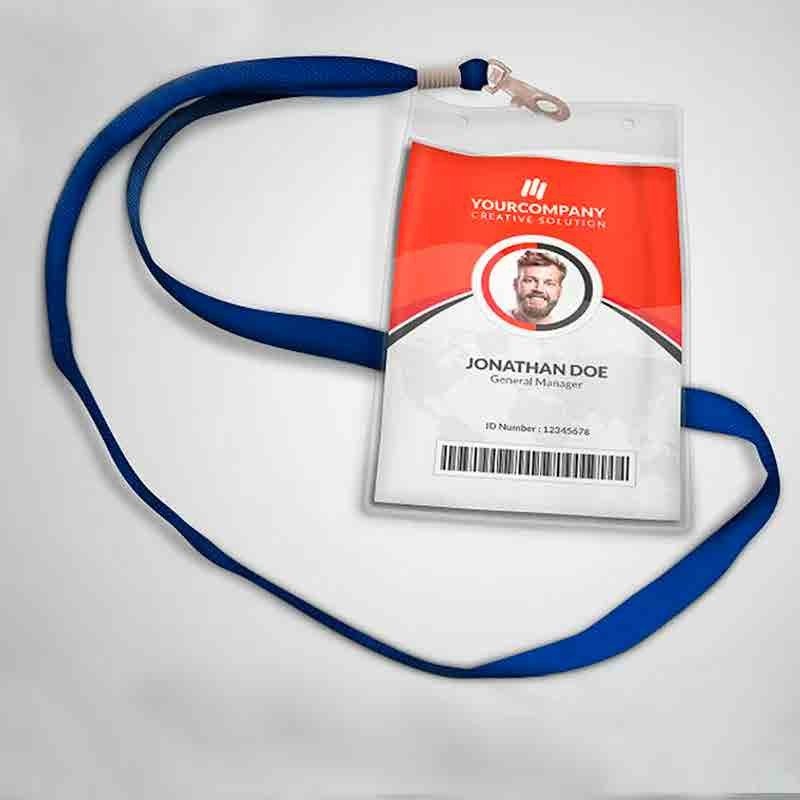 YOURCOMPANY
CREATIVE SOLUTION
JONATHAN DOE
General Manager
ID Number : 12345678